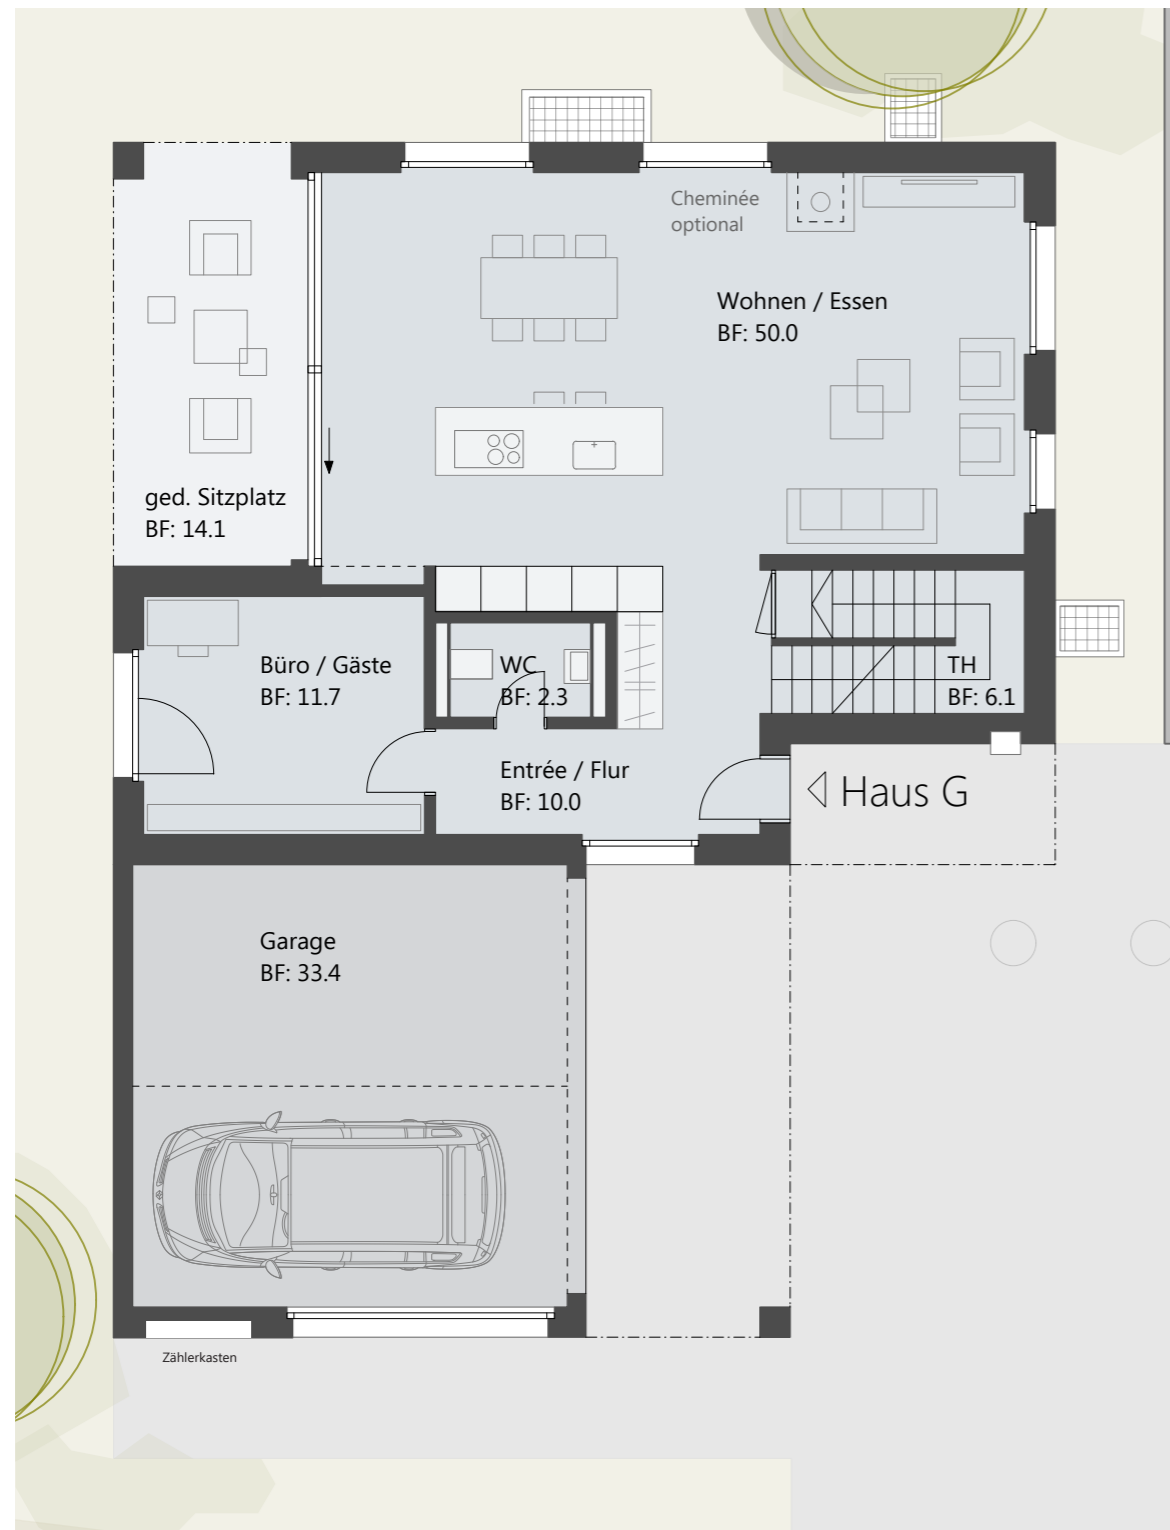 Cheminée
optional
Wohnen / Essen
BF: 50.0
ged. Sitzplatz
BF: 14.1
Büro / Gäste
BF: 11.7
WC
BF: 2.3
TH
BF: 6.1
Entrée / Flur
BF: 10.0
Haus G
Garage
BF: 33.4
Zählerkasten